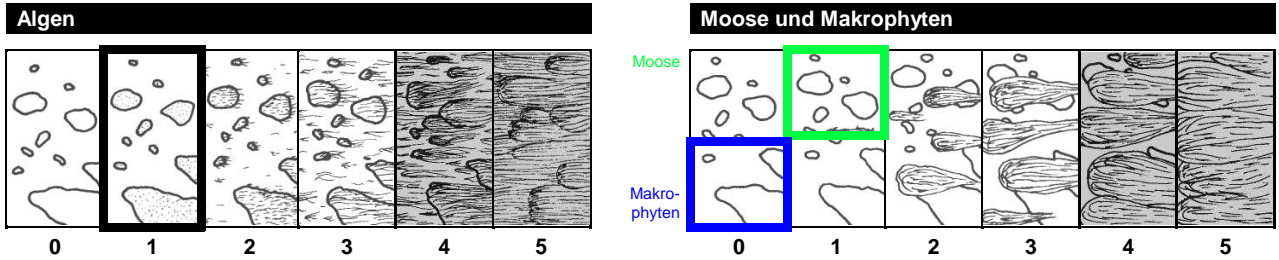 Algen
0 1 2 3 4 5
Moose und Makrophyten
Moose
Makro-
phyten
0 1 2 3 4 5